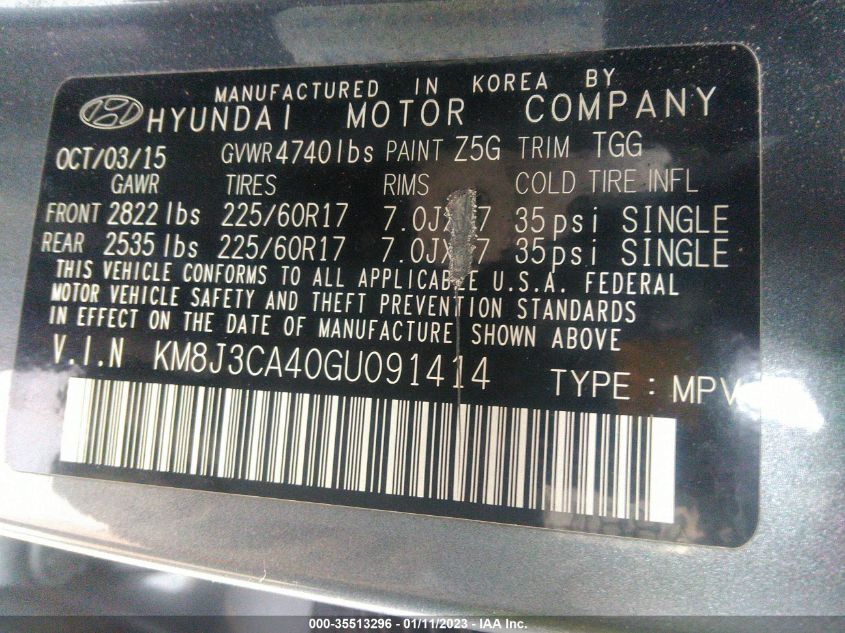 MANUFACTURED IN KOREA BY
HYUNDAI MOTOR COMPANY
OCT/03/15 GVWR 4740lbs PAINT Z5G TRIM TGG
GAWR TIRES RIMS COLD TIRE INFL
FRONT 2822 lbs 225/60R17 35psi SINGLE
REAR 2535 lbs 225/60R17 35psi SINGLE
THIS VEHICLE CONFORMS TO ALL APPLICABLE U.S.A. FEDERAL
MOTOR VEHICLE SAFETY AND THEFT PREVENTION STANDARDS
IN EFFECT ON THE DATE OF MANUFACTURE SHOWN ABOVE
V.I.N KM8J3CA40GU091414 TYPE : MPV
000-35513296 - 01/11/2023 - IAA, Inc.